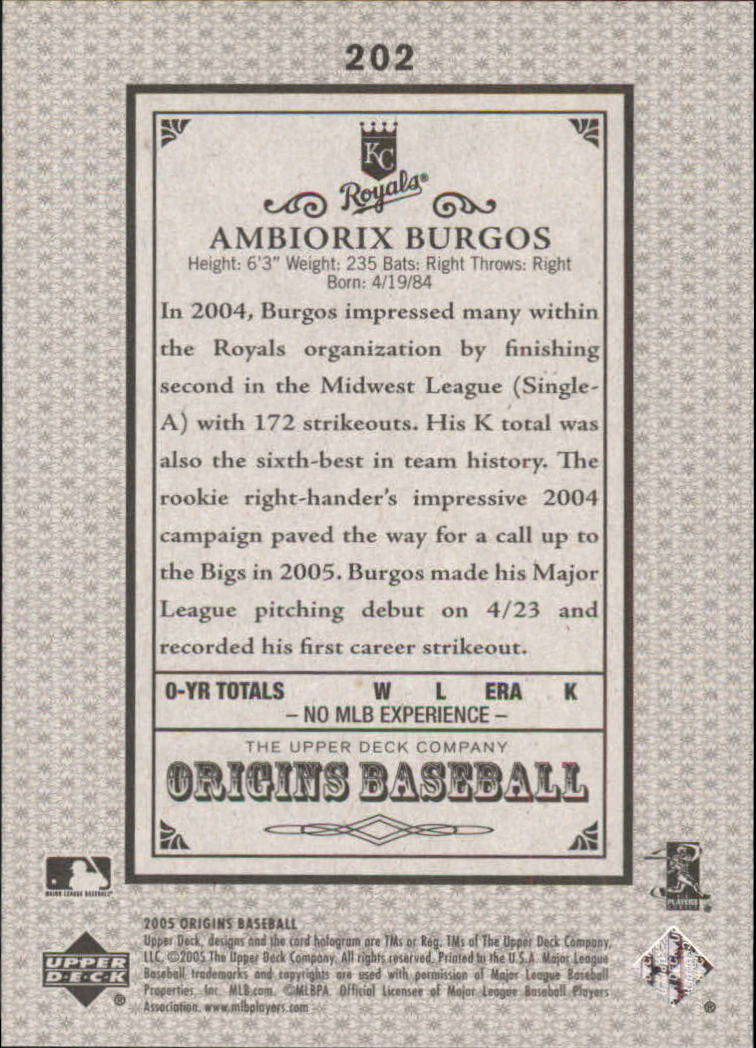 202
KC
Royals®
AMBIORIX BURGOS
Height: 6'3" Weight: 235 Bats: Right Throws: Right
Born: 4/19/84
In 2004, Burgos impressed many within
the Royals organization by finishing
second in the Midwest League (Single-
A) with 172 strikeouts. His K total was
also the sixth-best in team history. The
rookie right-hander's impressive 2004
campaign paved the way for a call up to
the Bigs in 2005. Burgos made his Major
League pitching debut on 4/23 and
recorded his first career strikeout.
0-YR TOTALS W L ERA K
– NO MLB EXPERIENCE –
THE UPPER DECK COMPANY
ORIGINS BASEBALL
MAJOR LEAGUE BASEBALL
PLAYERS
UPPER
D·E·C·K
®
2005 ORIGINS BASEBALL
Upper Deck, designs and the card hologram are TMs or Reg. TMs of The Upper Deck Company,
LLC. ©2005 The Upper Deck Company. All rights reserved. Printed in the U.S.A. Major League
Baseball trademarks and copyrights are used with permission of Major League Baseball
Properties, Inc. MLB.com. ©MLBPA. Official Licensee of Major League Baseball Players
Association. www.mlbplayers.com
®